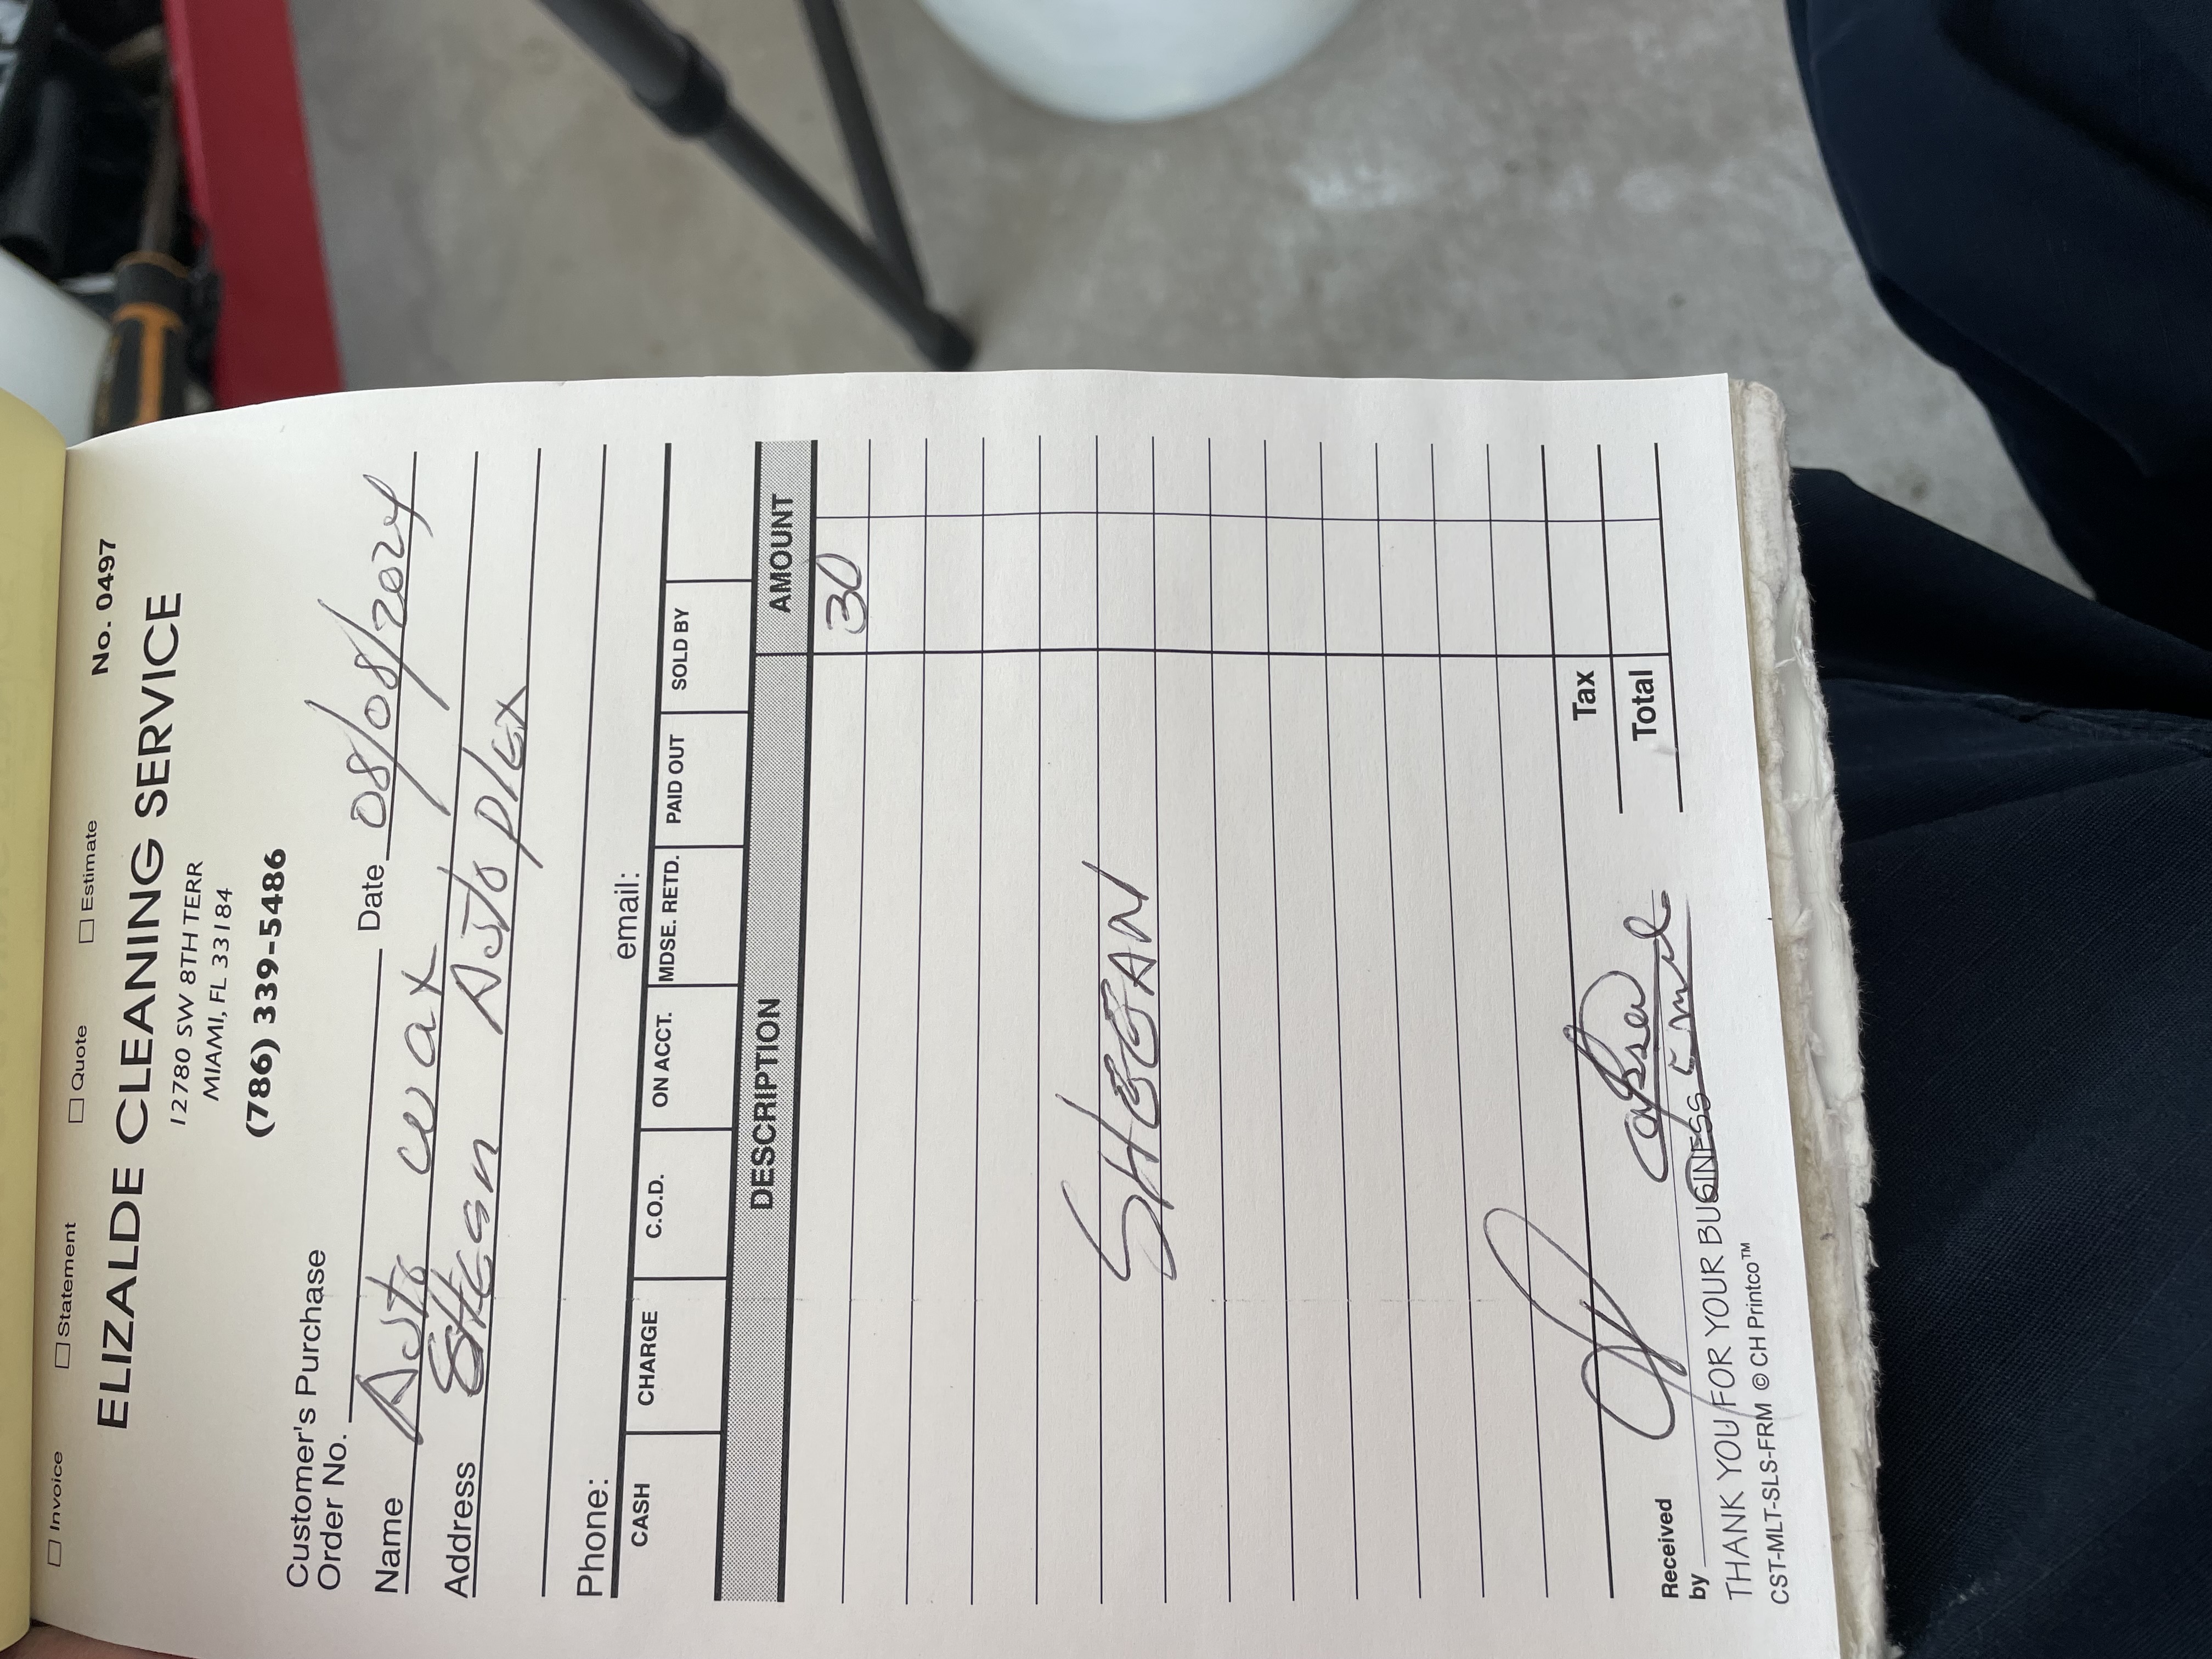 Invoice Statement Quote Estimate
No. 0497
ELIZALDE CLEANING SERVICE
12780 SW 8TH TERR
MIAMI, FL 33184
(786) 339-5486
Customer's Purchase
Order No. Date 08/08/2024
Name Auto wax
Address Stean Autoplex
Phone: email:
CASH CHARGE C.O.D. ON ACCT. MDSE. RETD. PAID OUT SOLD BY
DESCRIPTION AMOUNT
30
Tax
Total
Received
by
THANK YOU FOR YOUR BUSINESS
CST-MLT-SLS-FRM © CH Printco™